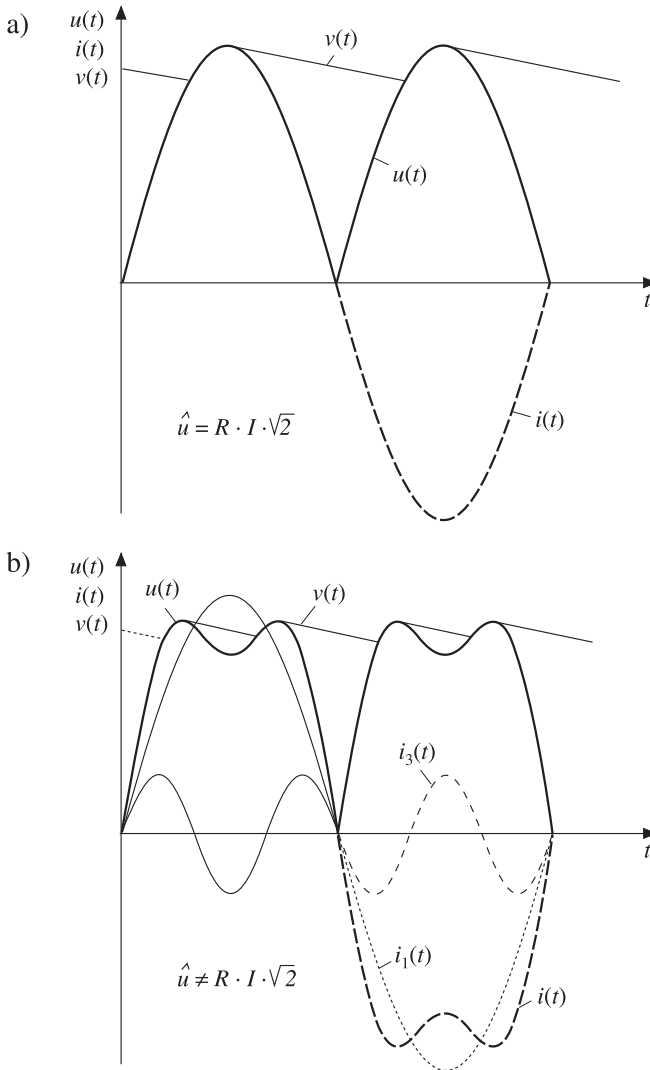 a)
u(t)
i(t)
v(t)
v(t)
u(t)
t
û = R · I · √2
i(t)
b)
u(t)
i(t)
v(t)
u(t)
v(t)
i₃(t)
t
i₁(t)
û ≠ R · I · √2
i(t)